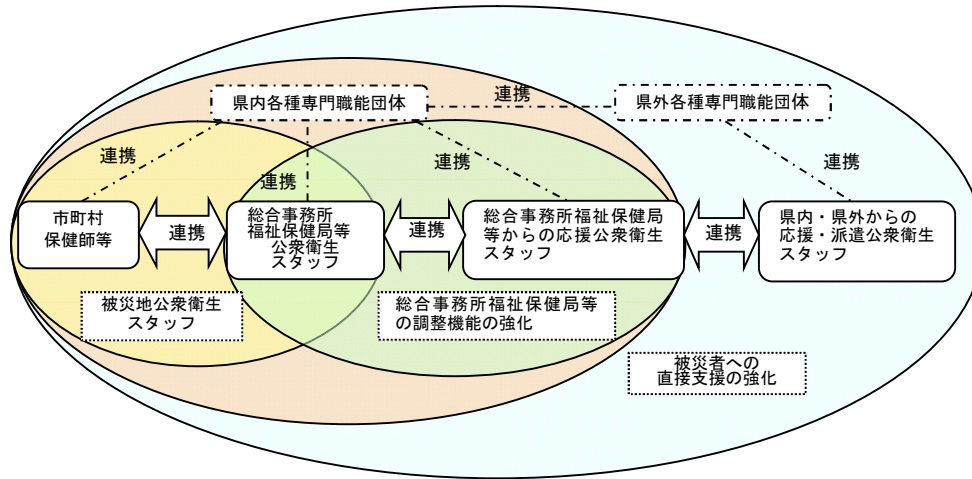 県内各種専門職能団体
連携
県外各種専門職能団体
連携
連携
連携
連携
市町村
保健師等
連携
総合事務所
福祉保健局等
公衆衛生
スタッフ
連携
総合事務所福祉保健局
等からの応援公衆衛生
スタッフ
連携
県内・県外からの
応援・派遣公衆衛生
スタッフ
被災地公衆衛生
スタッフ
総合事務所福祉保健局等
の調整機能の強化
被災者への
直接支援の強化